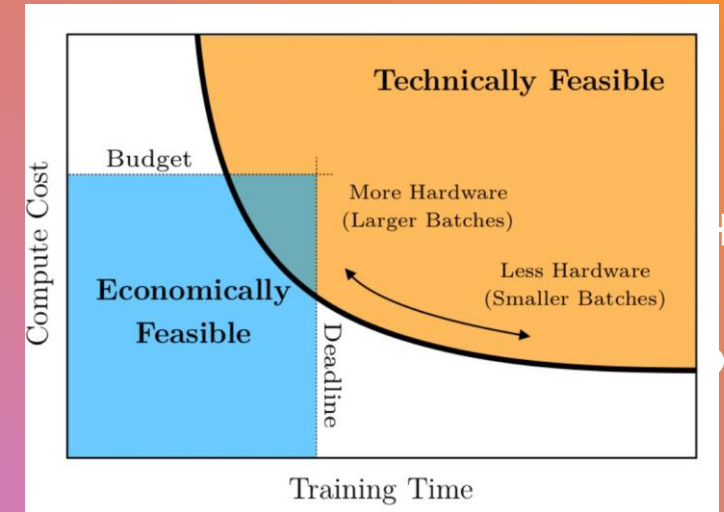 Technically Feasible
Budget
More Hardware
(Larger Batches)
Less Hardware
(Smaller Batches)
Economically
Feasible
Deadline
Compute Cost
Training Time